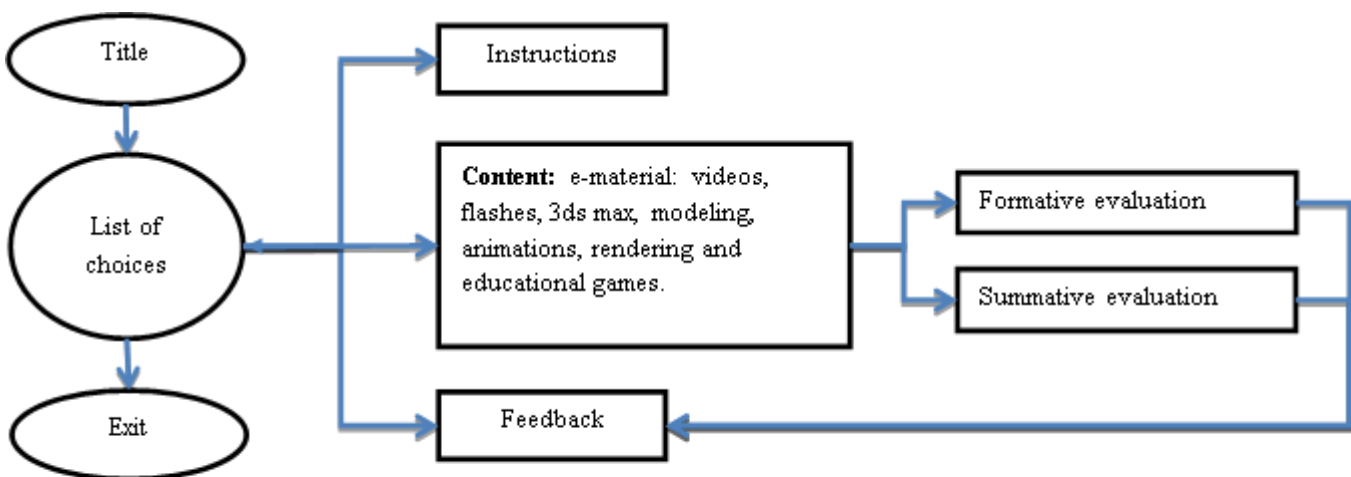 Title
Instructions
Content: e-material: videos,
flashes, 3ds max, modeling,
animations, rendering and
educational games.
List of
choices
Formative evaluation
Summative evaluation
Feedback
Exit